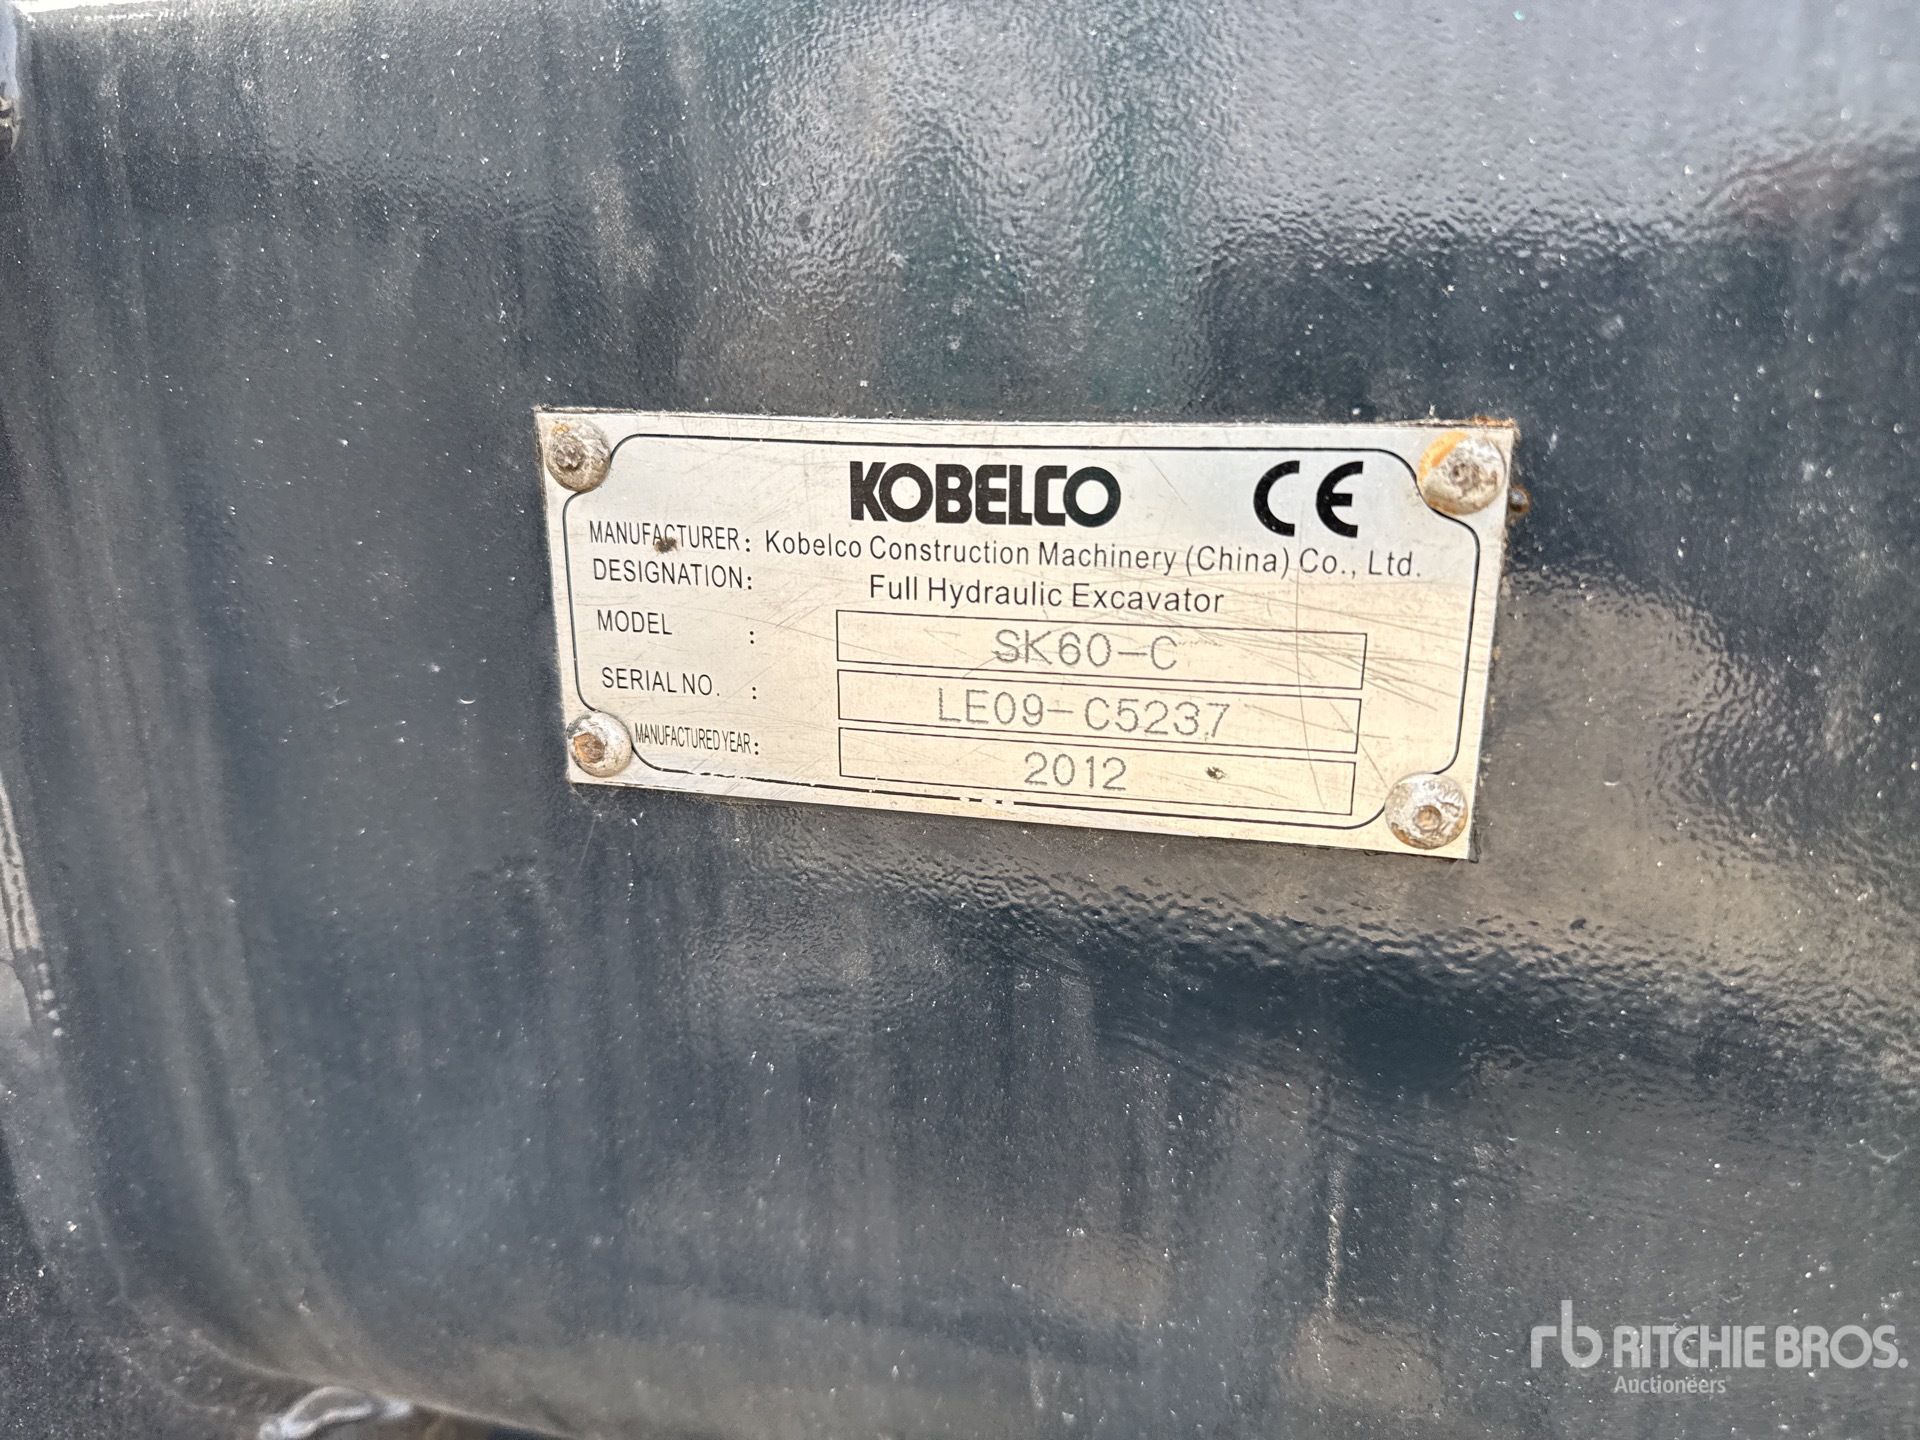 KOBELCO CE
MANUFACTURER: Kobelco Construction Machinery (China) Co., Ltd.
DESIGNATION: Full Hydraulic Excavator
MODEL : SK60-C
SERIAL NO. : LE09-C5237
MANUFACTURED YEAR: 2012
rb RITCHIE BROS.
Auctioneers